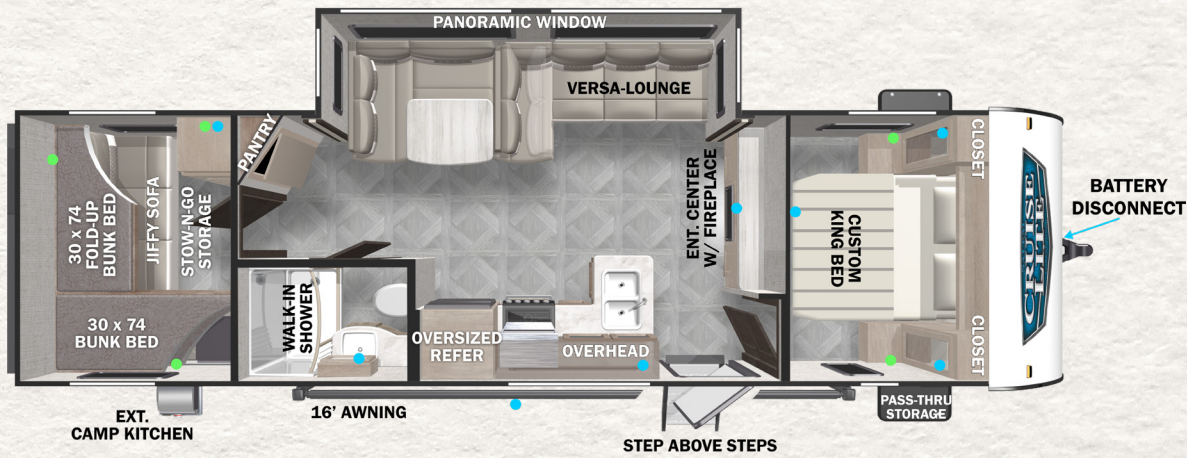 PANORAMIC WINDOW
VERSA-LOUNGE
PANTRY
CLOSET
30 x 74
FOLD-UP
BUNK BED
JIFFY SOFA
STOW-N-GO
STORAGE
ENT. CENTER
W/ FIREPLACE
CUSTOM
KING BED
CRUISE
LITE
BATTERY
DISCONNECT
30 x 74
BUNK BED
WALK-IN
SHOWER
OVERSIZED
REFER
OVERHEAD
CLOSET
EXT.
CAMP KITCHEN
16' AWNING
STEP ABOVE STEPS
PASS-THRU
STORAGE